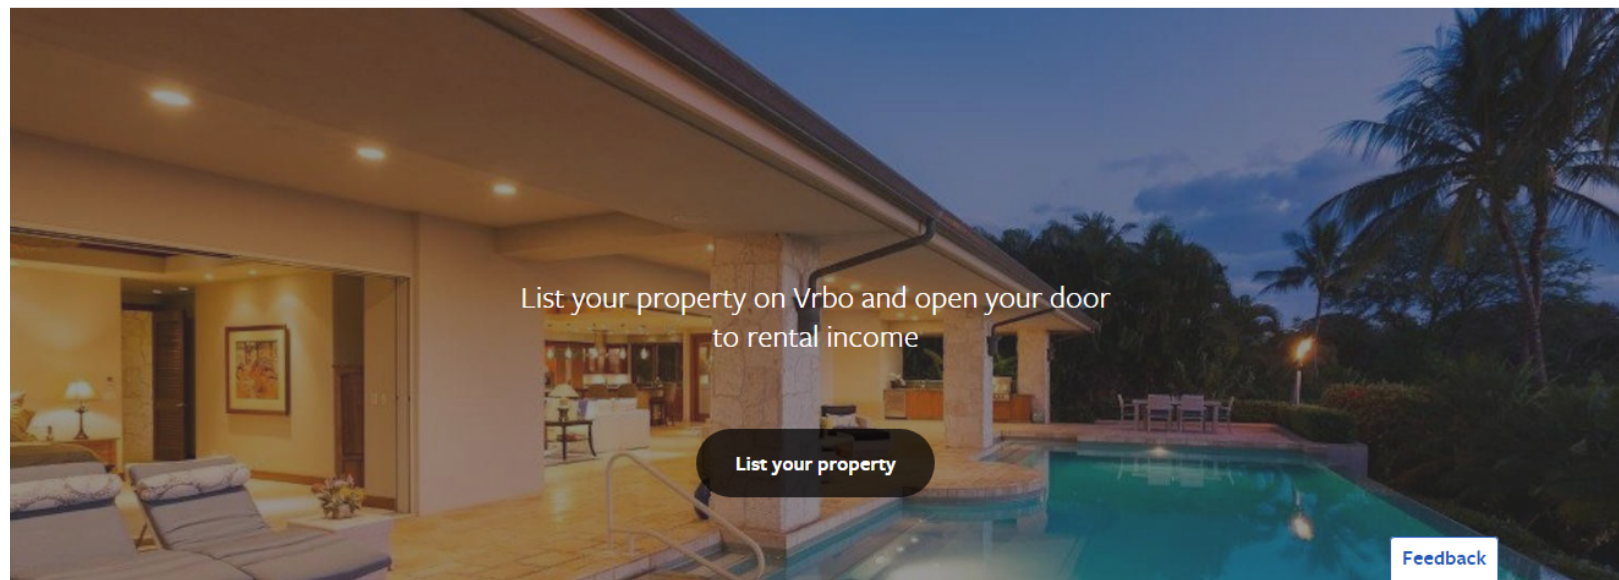 List your property on Vrbo and open your door
to rental income
List your property
Feedback